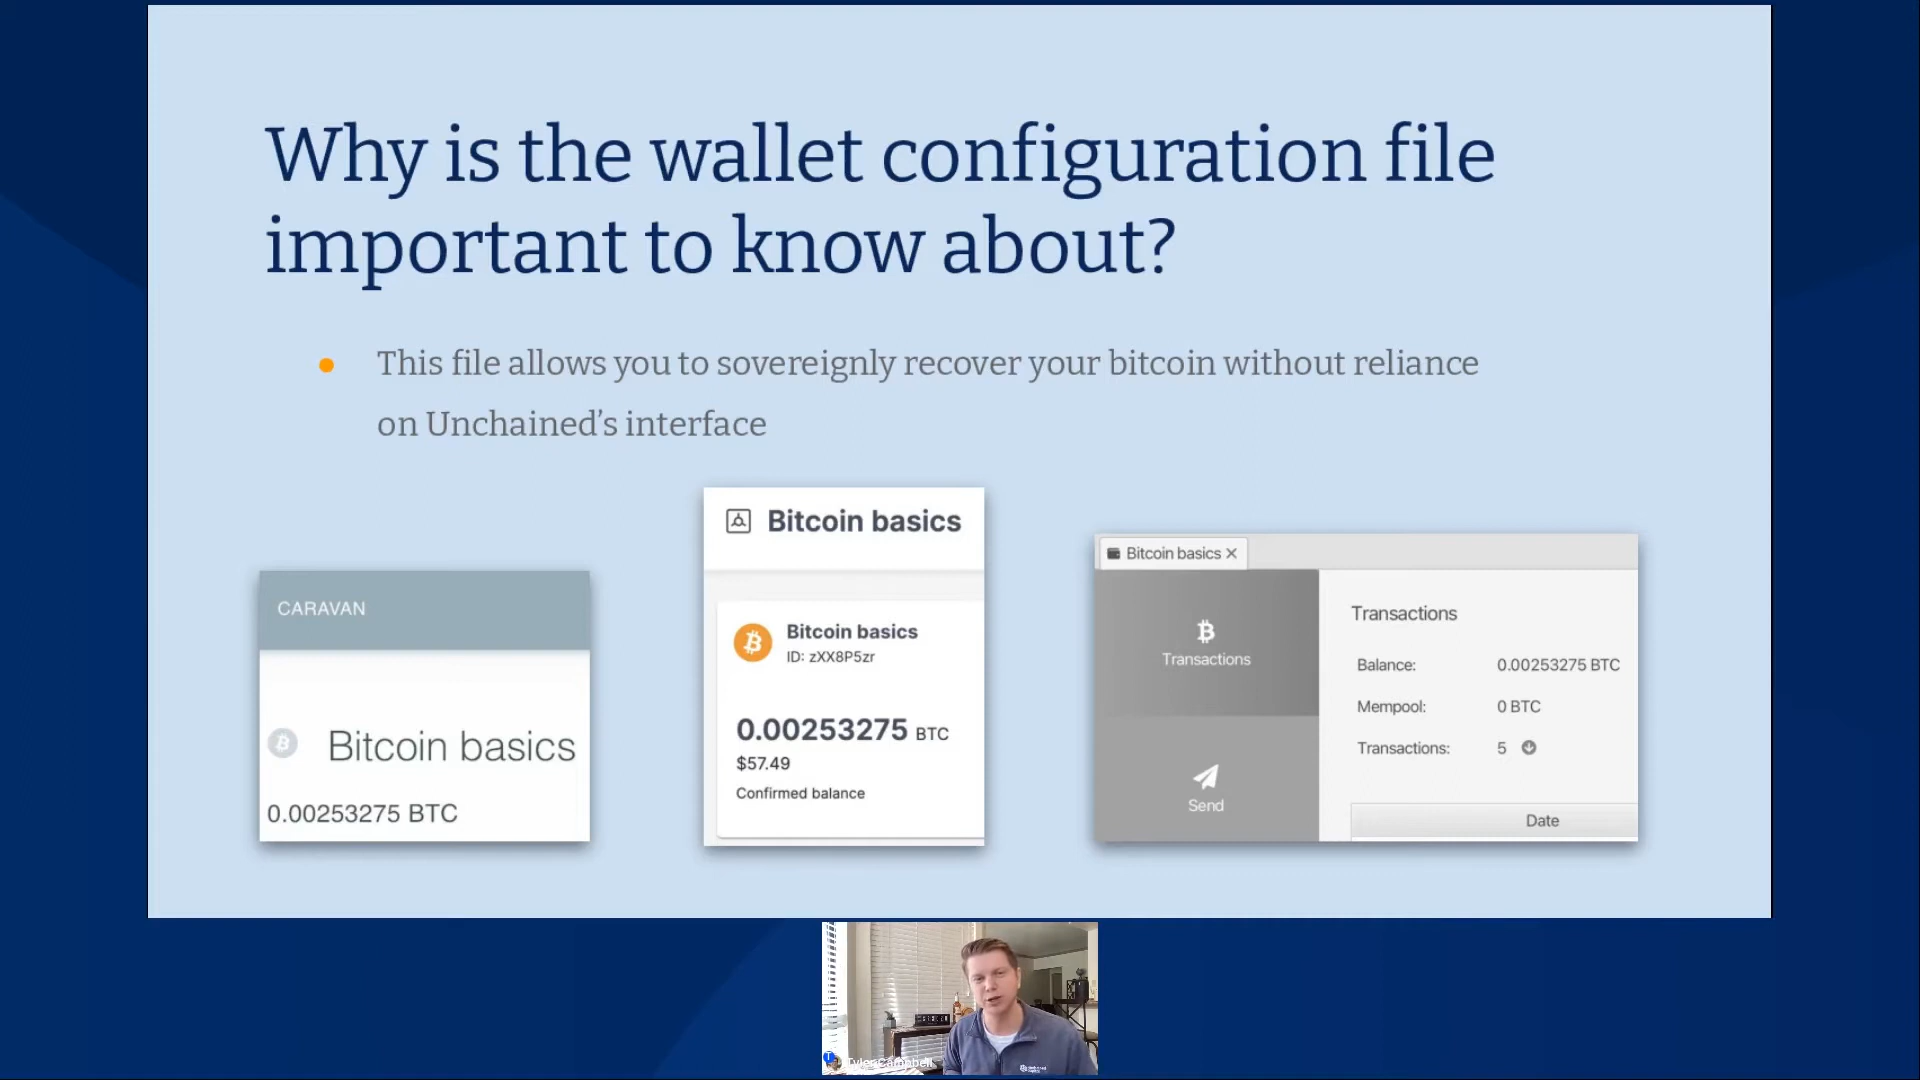 Why is the wallet configuration file
important to know about?
This file allows you to sovereignly recover your bitcoin without reliance
on Unchained’s interface
CARAVAN
Bitcoin basics
0.00253275 BTC
Bitcoin basics
Bitcoin basics
ID: zXX8P5zr
0.00253275 BTC
$57.49
Confirmed balance
Bitcoin basics
Transactions
Send
Transactions
Balance: 0.00253275 BTC
Mempool: 0 BTC
Transactions: 5
Date
Tyler Campbell